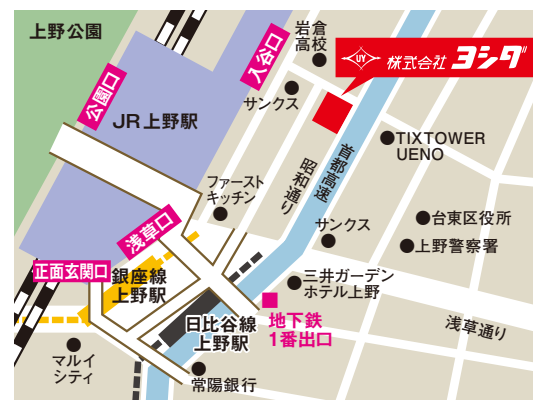 上野公園
岩倉
高校
入谷口
UY
株式会社 ヨシダ
公園口
サンクス
JR上野駅
TIXTOWER
UENO
首都高速
昭和通り
ファースト
キッチン
浅草口
サンクス
台東区役所
上野警察署
正面玄関口
銀座線
上野駅
三井ガーデン
ホテル上野
日比谷線
上野駅
地下鉄
1番出口
浅草通り
マルイ
シティ
常陽銀行